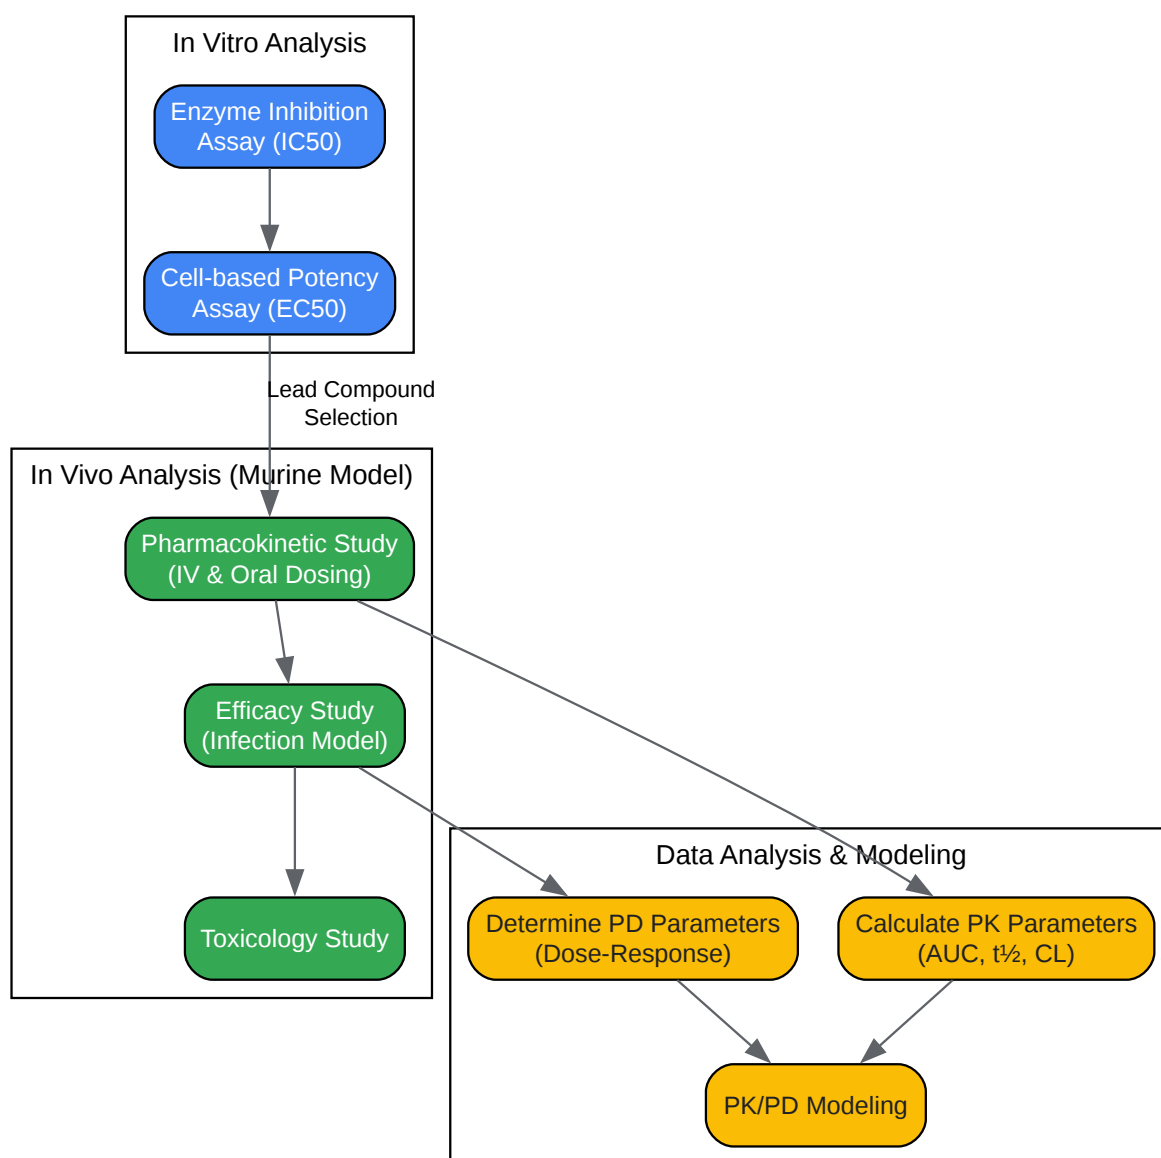 In Vitro Analysis
Enzyme Inhibition
Assay (IC50)
Cell-based Potency
Assay (EC50)
Lead Compound
Selection
In Vivo Analysis (Murine Model)
Pharmacokinetic Study
(IV & Oral Dosing)
Efficacy Study
(Infection Model)
Toxicology Study
Data Analysis & Modeling
Determine PD Parameters
(Dose-Response)
Calculate PK Parameters
(AUC, t½, CL)
PK/PD Modeling